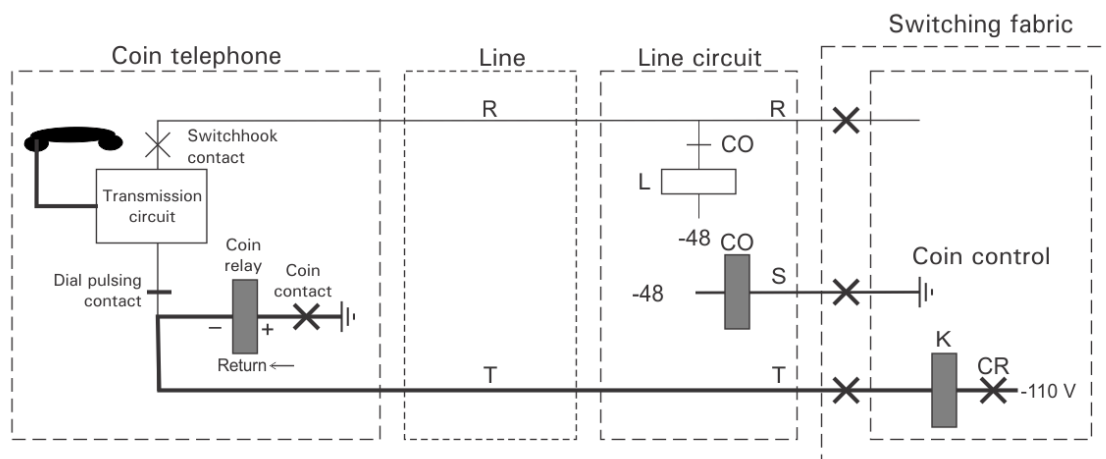 Switching fabric
Coin telephone
Line
Line circuit
R
R
Switchhook
contact
CO
Transmission
circuit
L
-48
CO
Coin
relay
Coin
contact
Coin control
Dial pulsing
contact
-48
S
− +
K
Return ←
T
T
CR
-110 V